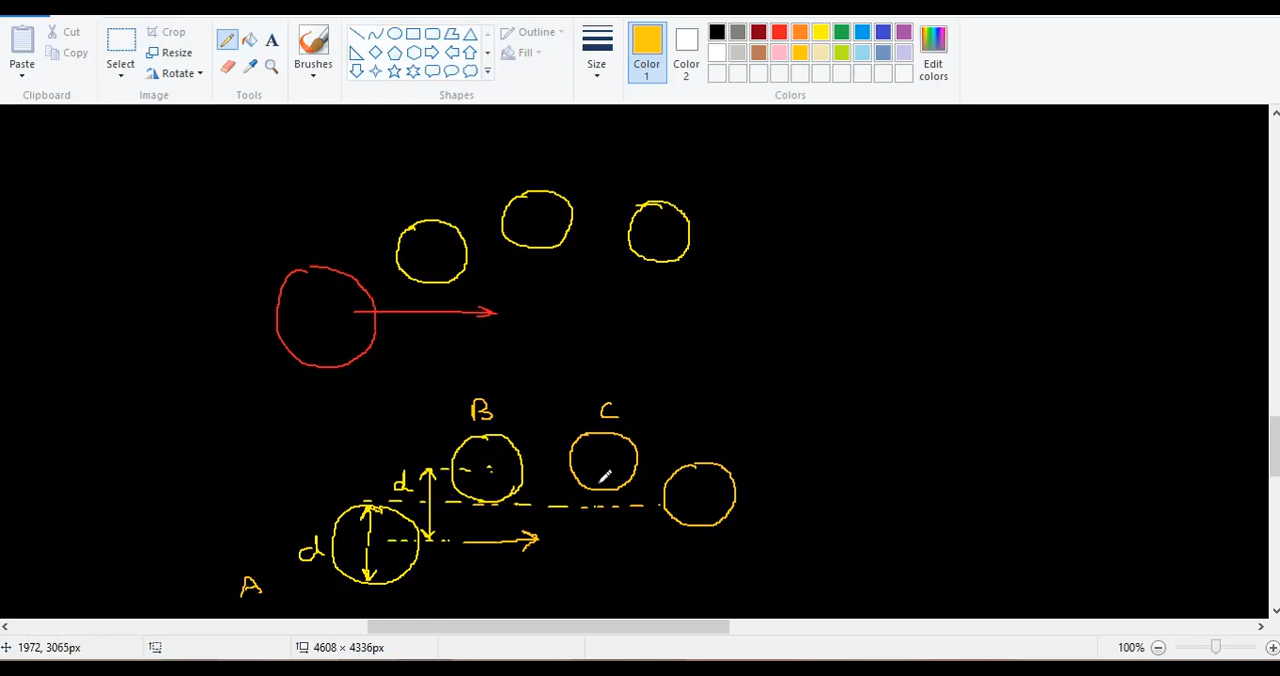 Cut
Copy
Paste
Clipboard
Select
Crop
Resize
Rotate
Image
A
Tools
Brushes
Shapes
Outline
Fill
Size
Color
1
Color
2
Edit
colors
Colors
B
C
d
d
A
1972, 3065px
4608 × 4336px
100%